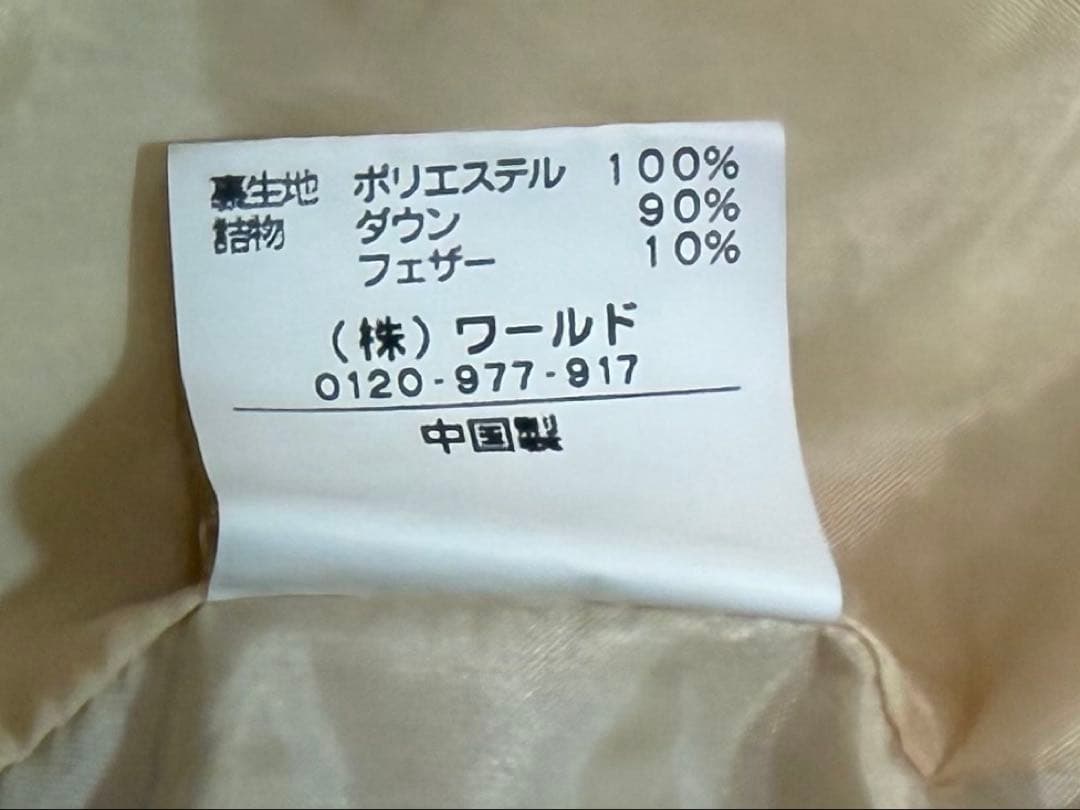 裏生地 ポリエステル 100%
詰物 ダウン 90%
フェザー 10%
(株)ワールド
0120-977-917
中国製